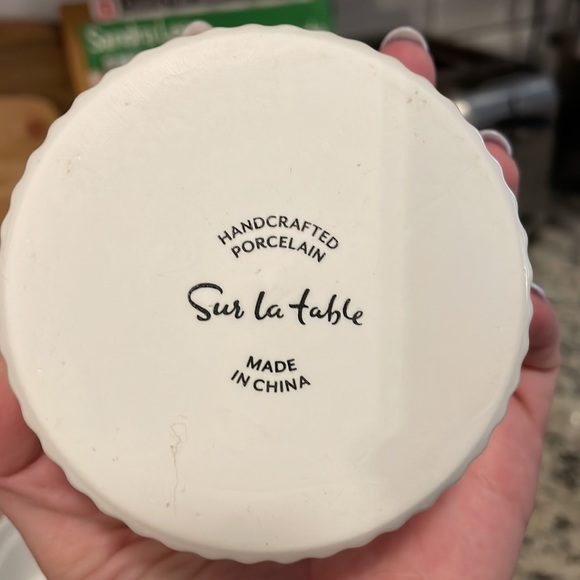 HANDCRAFTED
PORCELAIN
Sur la table
MADE
IN CHINA